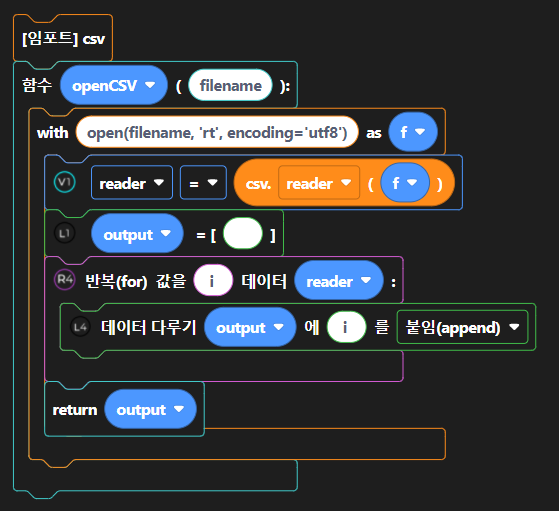 [임포트] csv
함수 openCSV ( filename ):
with open(filename, 'rt', encoding='utf8') as f
V1 reader = csv. reader ( f )
L1 output = [ ]
R4 반복(for) 값을 i 데이터 reader :
L4 데이터 다루기 output 에 i 를 붙임(append)
return output